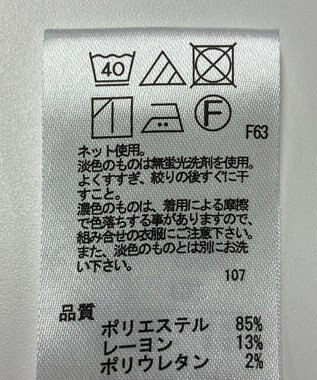 40
F
F63
ネット使用。
淡色のものは無蛍光洗剤を使用。
よくすすぎ、絞りの後すぐに干
すこと。
濃色のものは、着用による摩擦
で色落ちする事がありますので、
組み合せの衣服にご注意下さい。
また、淡色のものとは別にお洗
い下さい。
107
品質
ポリエステル 85%
レーヨン 13%
ポリウレタン 2%